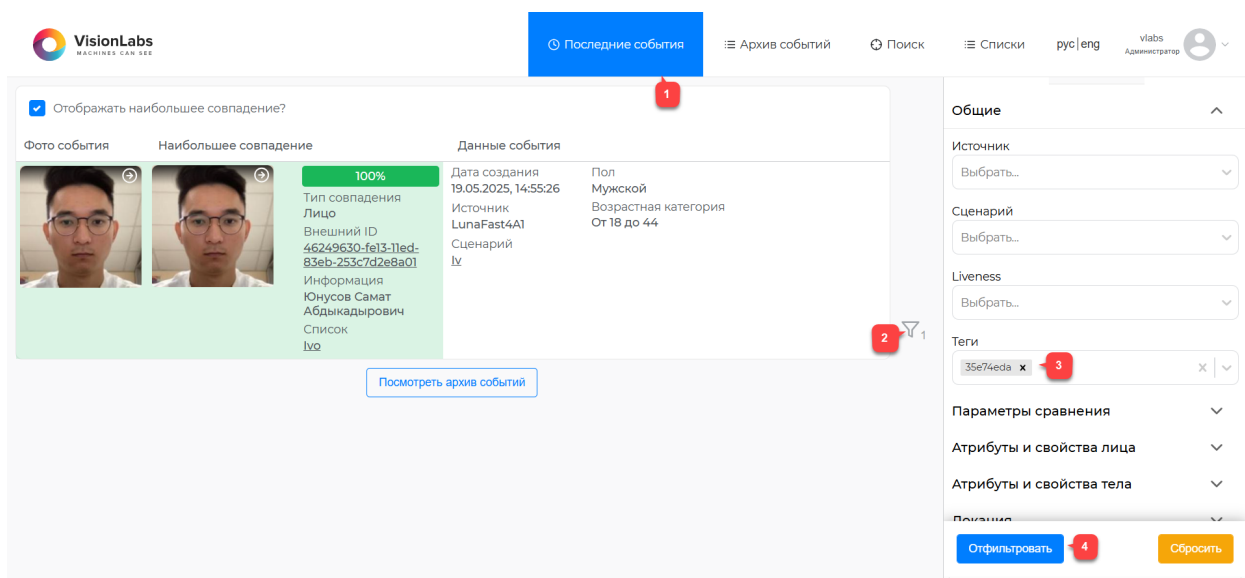 VisionLabs
MACHINES CAN SEE
Последние события
Архив событий
Поиск
Списки
рус|eng
vlabs
Администратор
1
Отображать наибольшее совпадение?
Фото события
Наибольшее совпадение
Данные события
100%
Тип совпадения
Лицо
Внешний ID
46249630-fe13-11ed-
83eb-253c7d2e8a01
Информация
Юнусов Самат
Абдыкадырович
Список
Ivo
Дата создания
19.05.2025, 14:55:26
Источник
LunaFast4A1
Сценарий
Iv
Пол
Мужской
Возрастная категория
От 18 до 44
2
1
Посмотреть архив событий
Общие
Источник
Выбрать...
Сценарий
Выбрать...
Liveness
Выбрать...
Теги
35e74eda x
3
Параметры сравнения
Атрибуты и свойства лица
Атрибуты и свойства тела
Локация
Отфильтровать
4
Сбросить